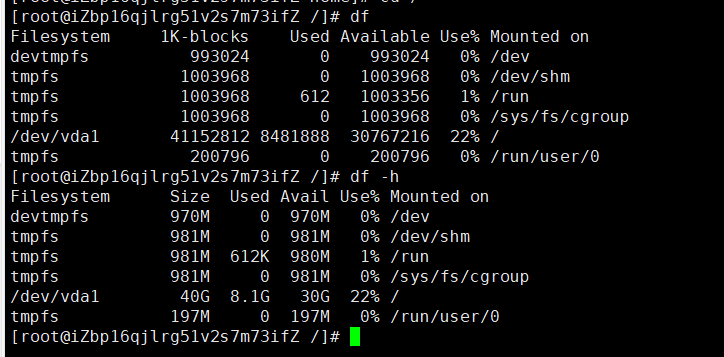 [root@iZbp16qjlrg51v2s7m73ifZ /]# df
Filesystem     1K-blocks    Used Available Use% Mounted on
devtmpfs          993024       0    993024   0% /dev
tmpfs            1003968       0   1003968   0% /dev/shm
tmpfs            1003968     612   1003356   1% /run
tmpfs            1003968       0   1003968   0% /sys/fs/cgroup
/dev/vda1       41152812 8481888  30767216  22% /
tmpfs             200796       0    200796   0% /run/user/0
[root@iZbp16qjlrg51v2s7m73ifZ /]# df -h
Filesystem      Size  Used Avail Use% Mounted on
devtmpfs        970M     0  970M   0% /dev
tmpfs           981M     0  981M   0% /dev/shm
tmpfs           981M  612K  980M   1% /run
tmpfs           981M     0  981M   0% /sys/fs/cgroup
/dev/vda1        40G  8.1G   30G  22% /
tmpfs           197M     0  197M   0% /run/user/0
[root@iZbp16qjlrg51v2s7m73ifZ /]#